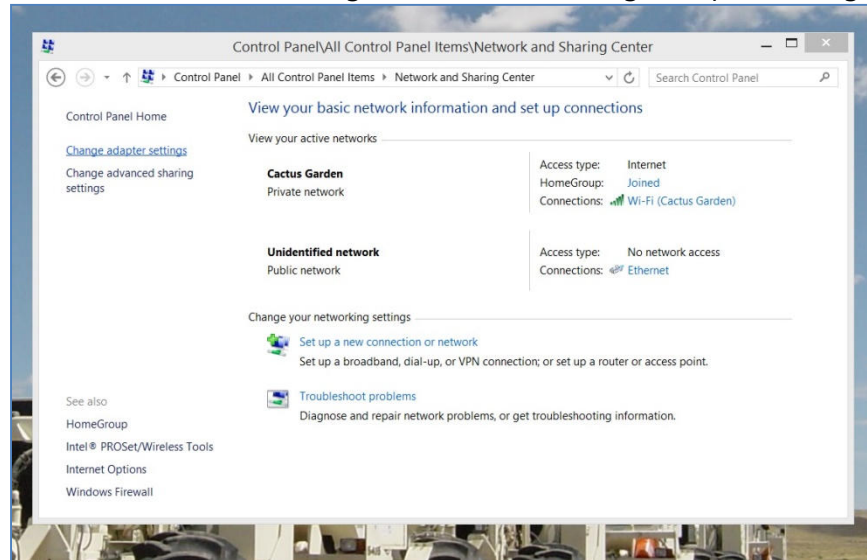 Control Panel\All Control Panel Items\Network and Sharing Center
Control Panel ▸ All Control Panel Items ▸ Network and Sharing Center
Search Control Panel
Control Panel Home
Change adapter settings
Change advanced sharing
settings
View your basic network information and set up connections
View your active networks
Cactus Garden
Private network
Access type: Internet
HomeGroup: Joined
Connections: Wi-Fi (Cactus Garden)
Unidentified network
Public network
Access type: No network access
Connections: Ethernet
Change your networking settings
Set up a new connection or network
Set up a broadband, dial-up, or VPN connection; or set up a router or access point.
Troubleshoot problems
Diagnose and repair network problems, or get troubleshooting information.
See also
HomeGroup
Intel® PROSet/Wireless Tools
Internet Options
Windows Firewall